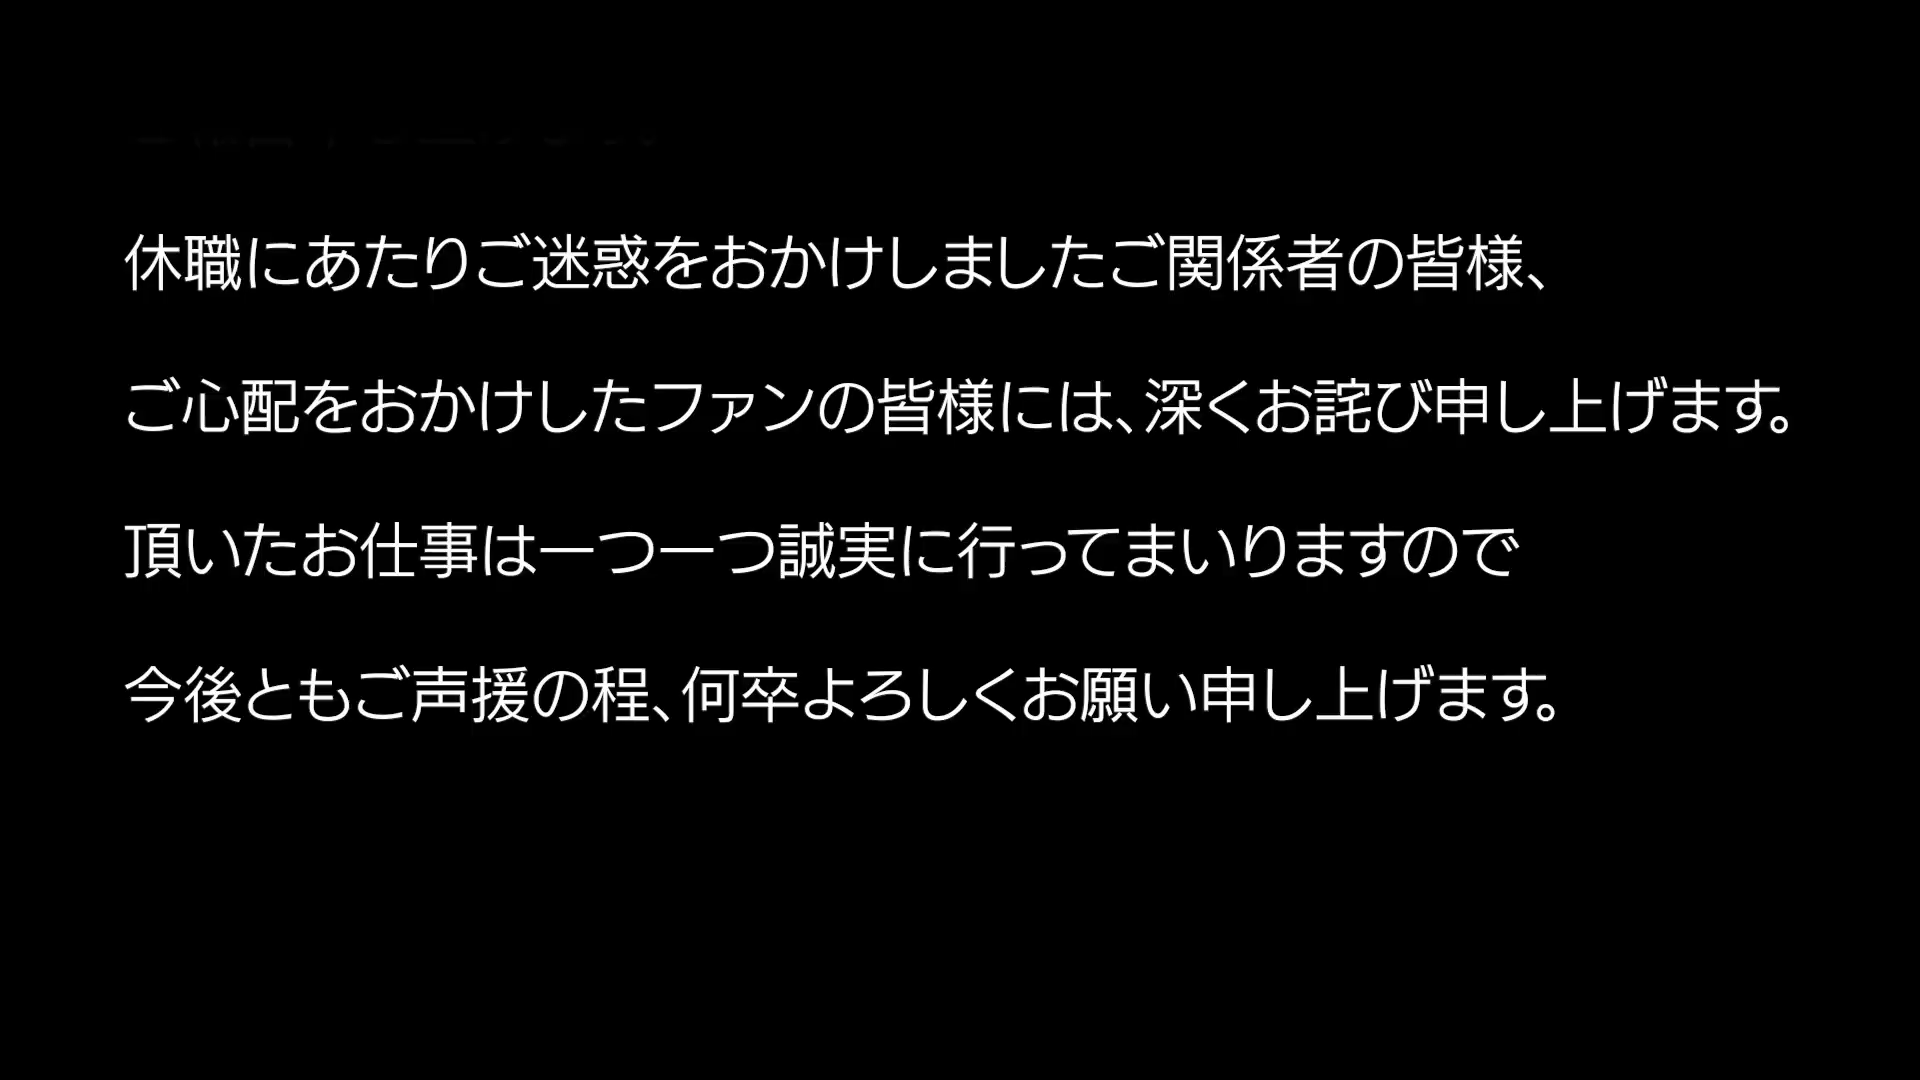 休職にあたりご迷惑をおかけしましたご関係者の皆様、
ご心配をおかけしたファンの皆様には、深くお詫び申し上げます。
頂いたお仕事は一つ一つ誠実に行ってまいりますので
今後ともご声援の程、何卒よろしくお願い申し上げます。